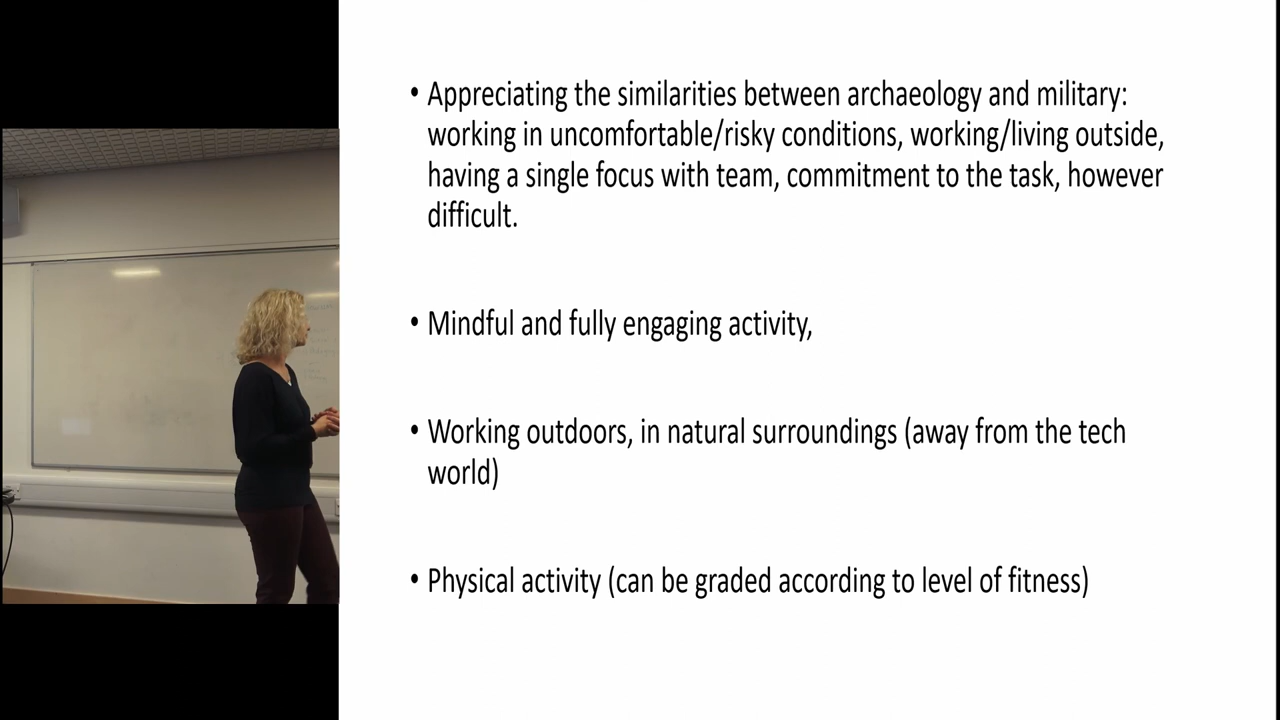 • Appreciating the similarities between archaeology and military:
working in uncomfortable/risky conditions, working/living outside,
having a single focus with team, commitment to the task, however
difficult.
• Mindful and fully engaging activity,
• Working outdoors, in natural surroundings (away from the tech
world)
• Physical activity (can be graded according to level of fitness)